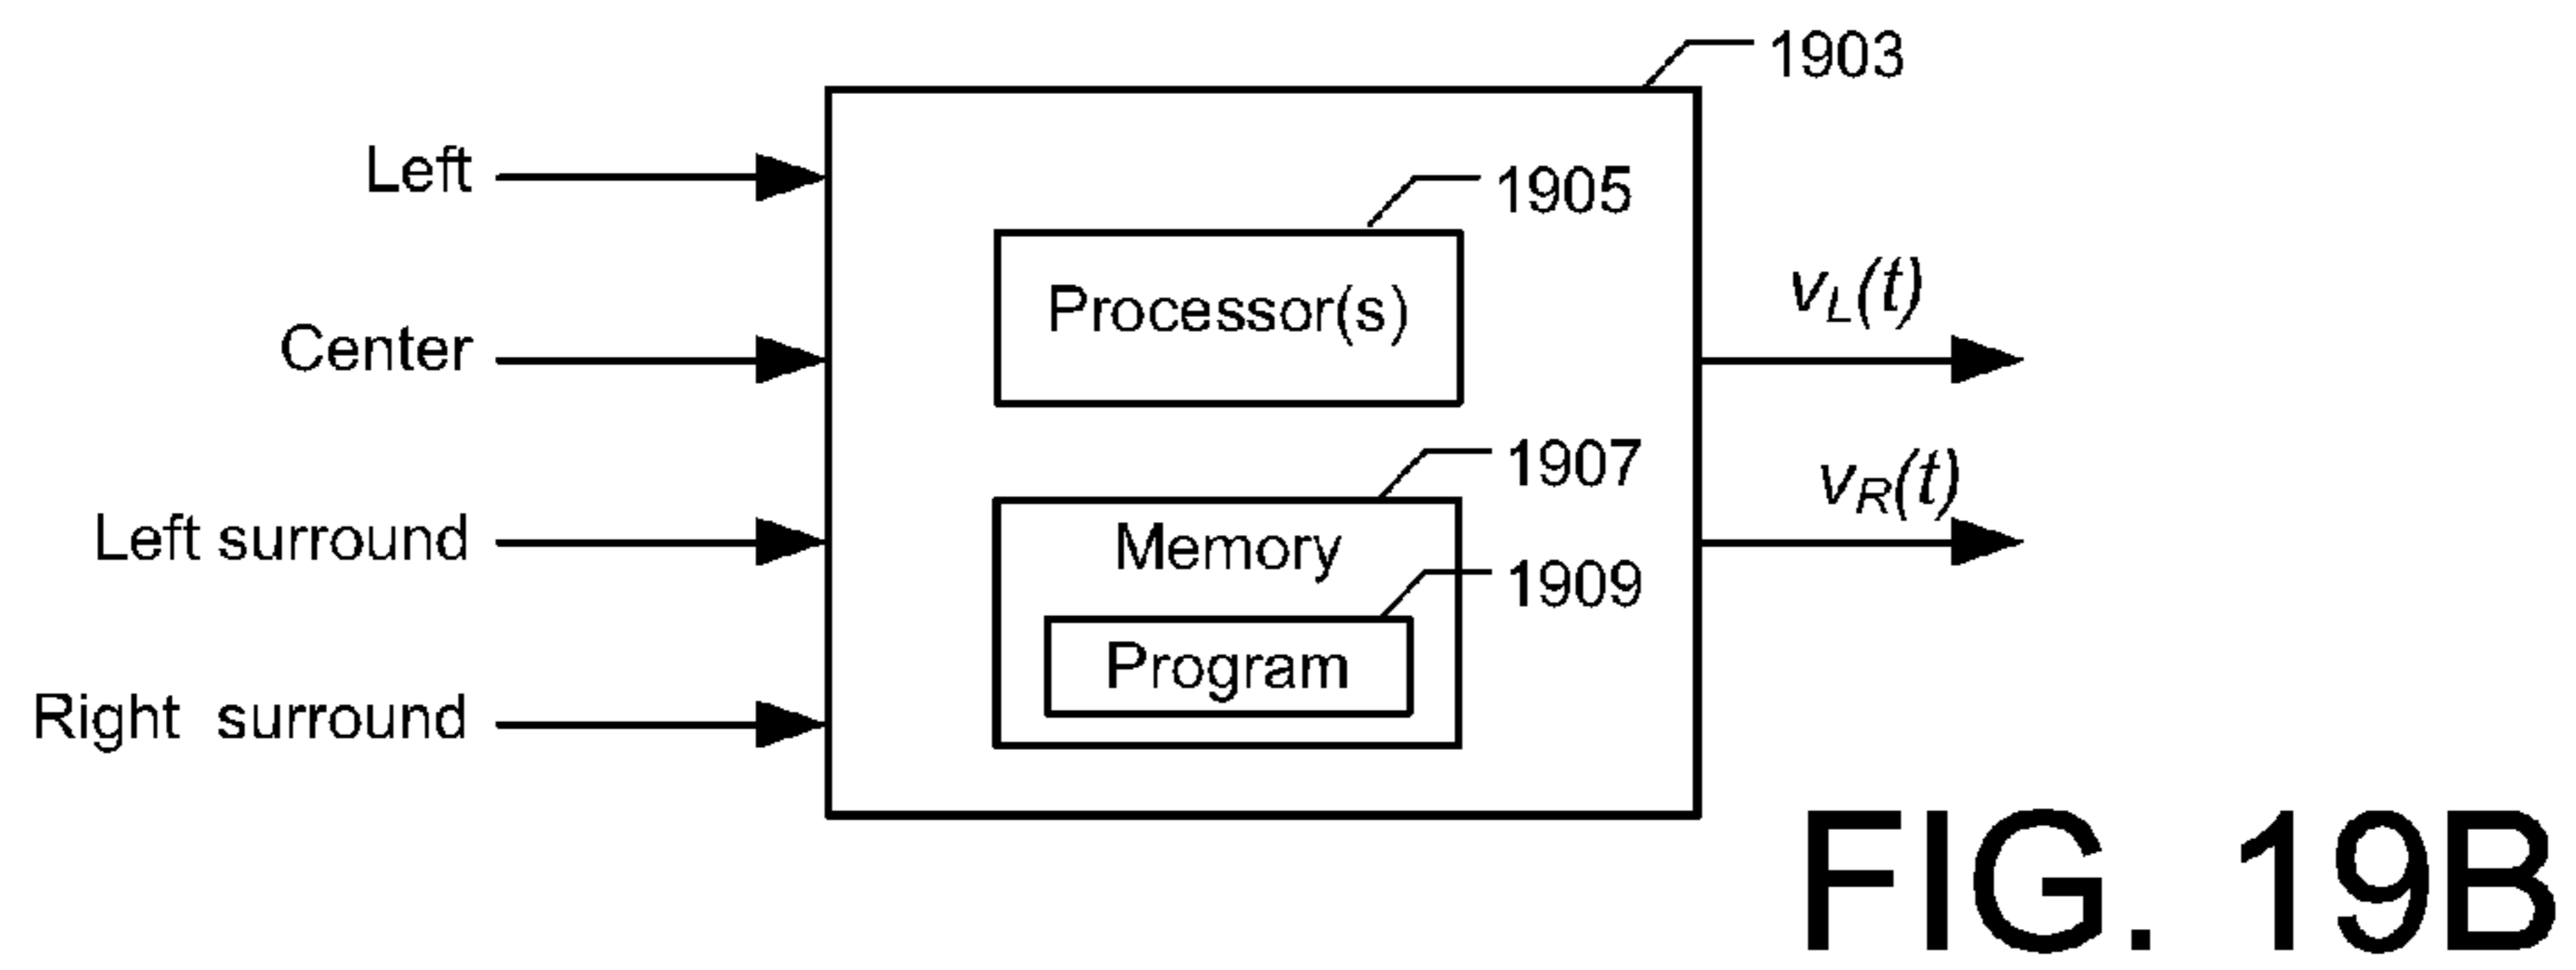 1903
Left
1905
Processor(s)
vL(t)
Center
1907
vR(t)
Memory
Left surround
1909
Program
Right surround
FIG. 19B